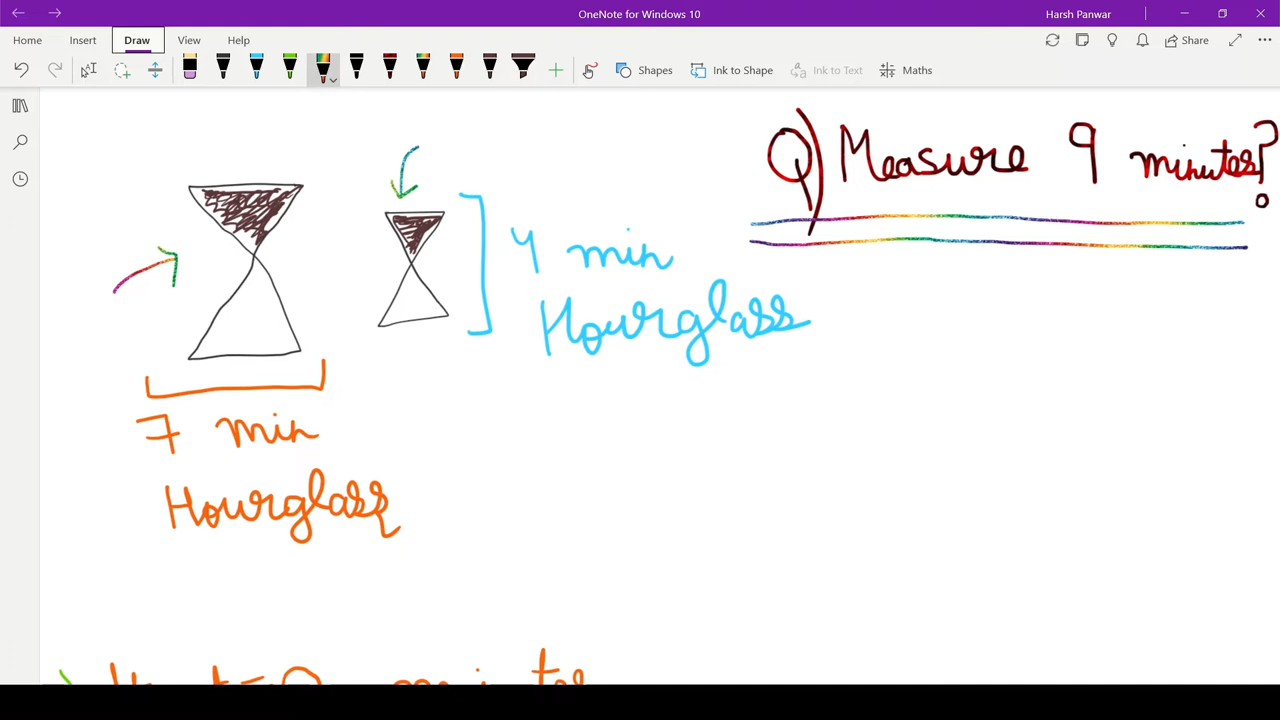 OneNote for Windows 10
Harsh Panwar
Home Insert Draw View Help
Share
Shapes Ink to Shape Ink to Text Maths
Q) Measure 9 minutes?
4 min
Hourglass
7 min
Hourglass